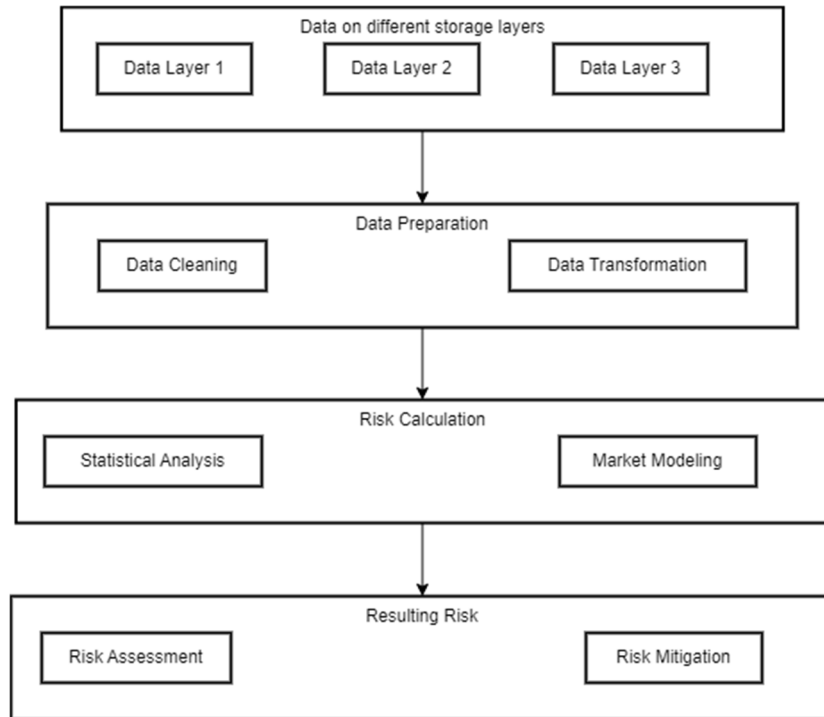 Data on different storage layers
Data Layer 1
Data Layer 2
Data Layer 3
Data Preparation
Data Cleaning
Data Transformation
Risk Calculation
Statistical Analysis
Market Modeling
Resulting Risk
Risk Assessment
Risk Mitigation